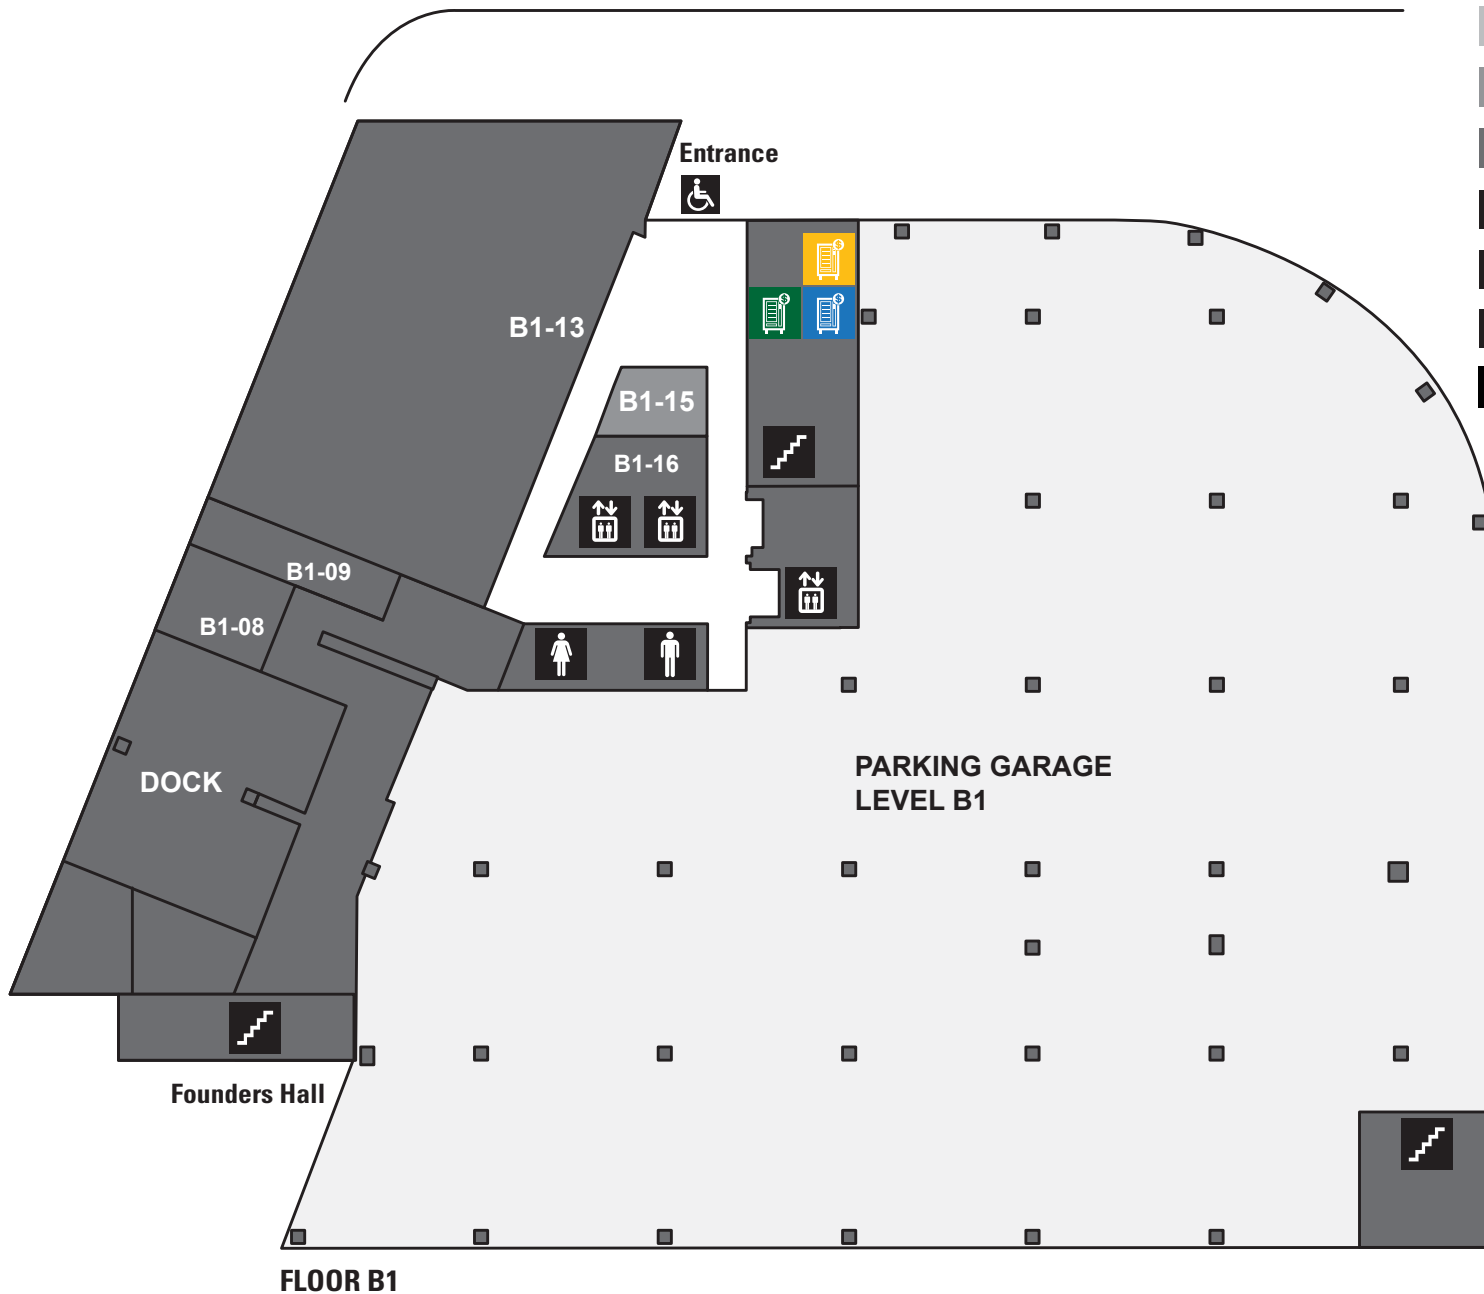 Entrance
B1-13
B1-15
B1-16
B1-09
B1-08
DOCK
PARKING GARAGE
LEVEL B1
Founders Hall
FLOOR B1